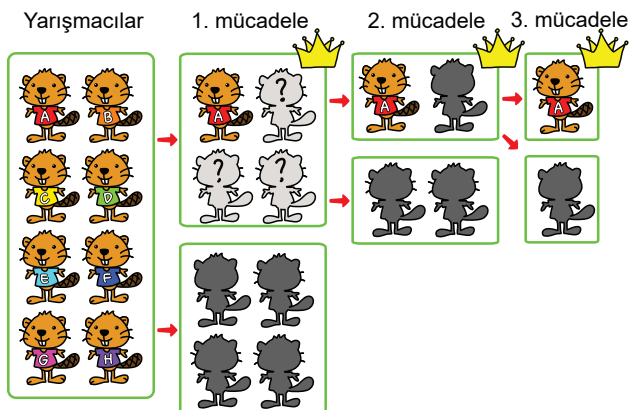 Yarışmacılar 1. mücadele 2. mücadele 3. mücadele
A B ? A A
A ?
? ?
C D
E F
G H